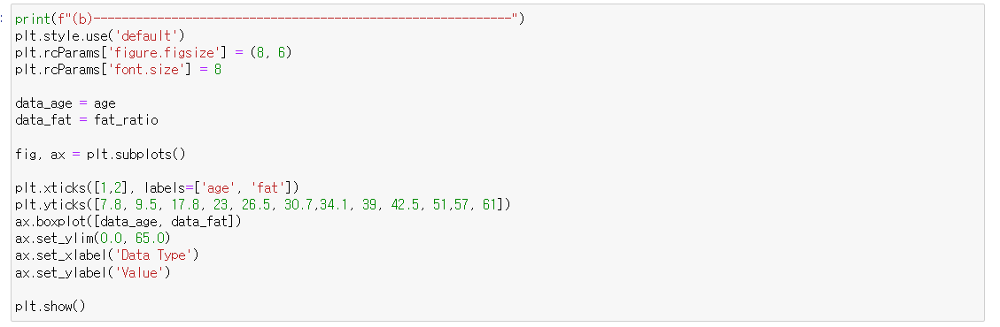 :
print(f"(b)-----------------------------------------------------------")
plt.style.use('default')
plt.rcParams['figure.figsize'] = (8, 6)
plt.rcParams['font.size'] = 8
data_age = age
data_fat = fat_ratio
fig, ax = plt.subplots()
plt.xticks([1,2], labels=['age', 'fat'])
plt.yticks([7.8, 9.5, 17.8, 23, 26.5, 30.7,34.1, 39, 42.5, 51,57, 61])
ax.boxplot([data_age, data_fat])
ax.set_ylim(0.0, 65.0)
ax.set_xlabel('Data Type')
ax.set_ylabel('Value')
plt.show()